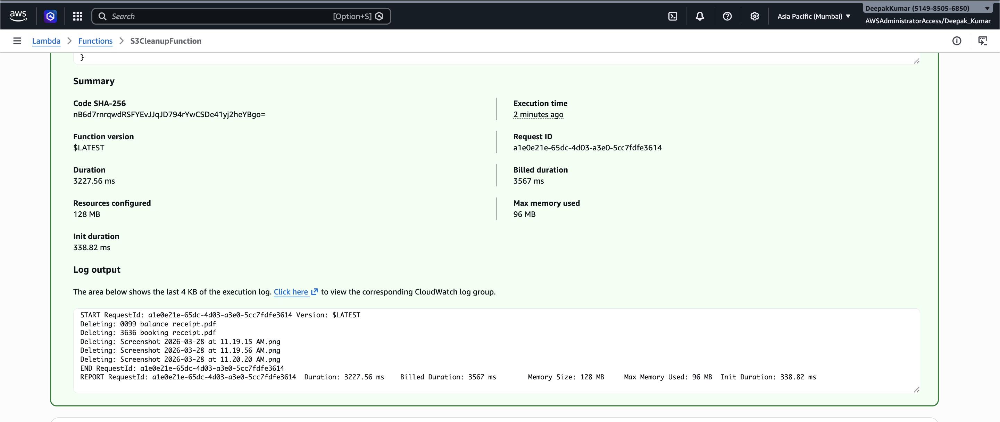 aws
Search
[Option+S]
Asia Pacific (Mumbai)
DeepakKumar (5149-8505-6850)
AWSAdministratorAccess/Deepak_Kumar
Lambda
Functions
S3CleanupFunction
}
Summary
Code SHA-256
nB6d7rnrqwdRSFYEvJJqJD794rYwCSDe41yj2heYBgo=
Execution time
2 minutes ago
Function version
$LATEST
Request ID
a1e0e21e-65dc-4d03-a3e0-5cc7fdfe3614
Duration
3227.56 ms
Billed duration
3567 ms
Resources configured
128 MB
Max memory used
96 MB
Init duration
338.82 ms
Log output
The area below shows the last 4 KB of the execution log. Click here to view the corresponding CloudWatch log group.
START RequestId: a1e0e21e-65dc-4d03-a3e0-5cc7fdfe3614 Version: $LATEST
Deleting: 0099 balance receipt.pdf
Deleting: 3636 booking receipt.pdf
Deleting: Screenshot 2026-03-28 at 11.19.15 AM.png
Deleting: Screenshot 2026-03-28 at 11.19.56 AM.png
Deleting: Screenshot 2026-03-28 at 11.20.20 AM.png
END RequestId: a1e0e21e-65dc-4d03-a3e0-5cc7fdfe3614
REPORT RequestId: a1e0e21e-65dc-4d03-a3e0-5cc7fdfe3614 Duration: 3227.56 ms Billed Duration: 3567 ms Memory Size: 128 MB Max Memory Used: 96 MB Init Duration: 338.82 ms